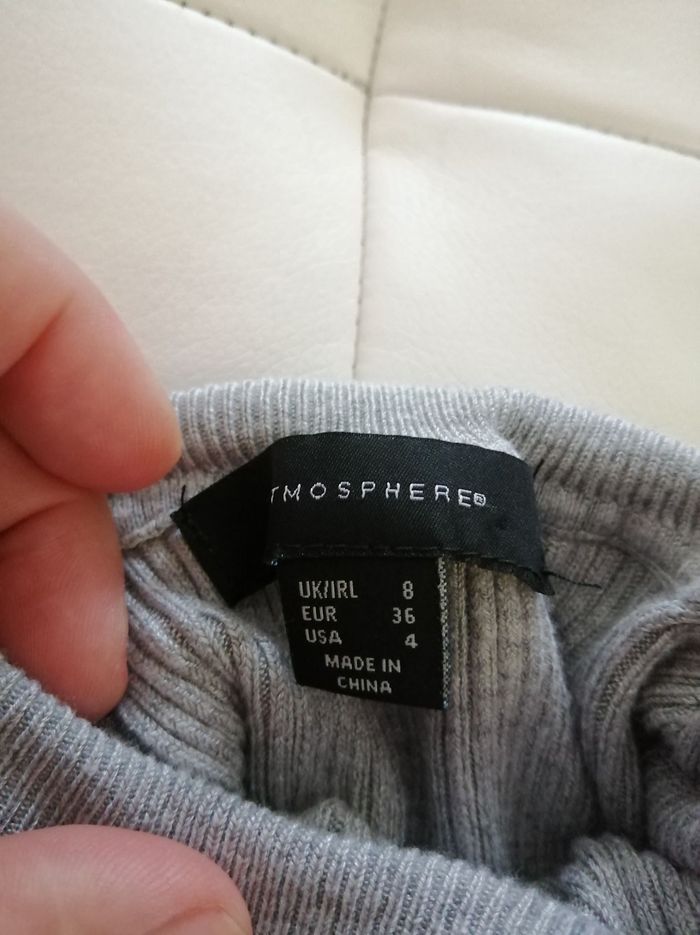 TMOSPHERE®
UK/IRL 8
EUR 36
USA 4
MADE IN
CHINA